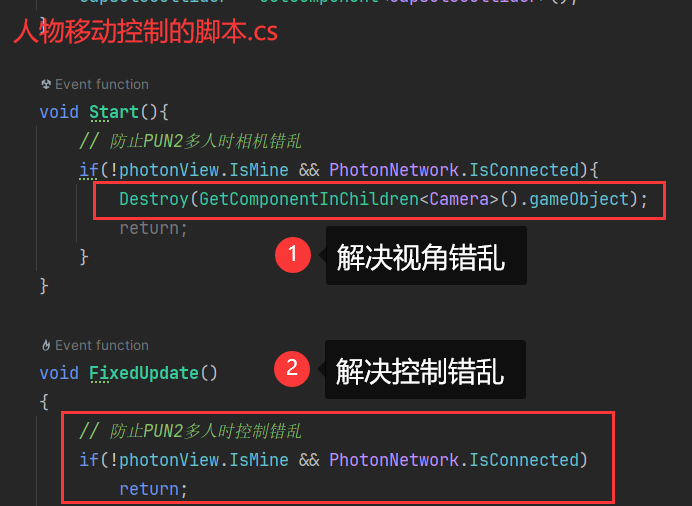 人物移动控制的脚本.cs
Event function
void Start(){
// 防止PUN2多人时相机错乱
if(!photonView.IsMine && PhotonNetwork.IsConnected){
Destroy(GetComponentInChildren<Camera>().gameObject);
return;
}
1 解决视角错乱
}
Event function
2 解决控制错乱
void FixedUpdate()
{
// 防止PUN2多人时控制错乱
if(!photonView.IsMine && PhotonNetwork.IsConnected)
return;